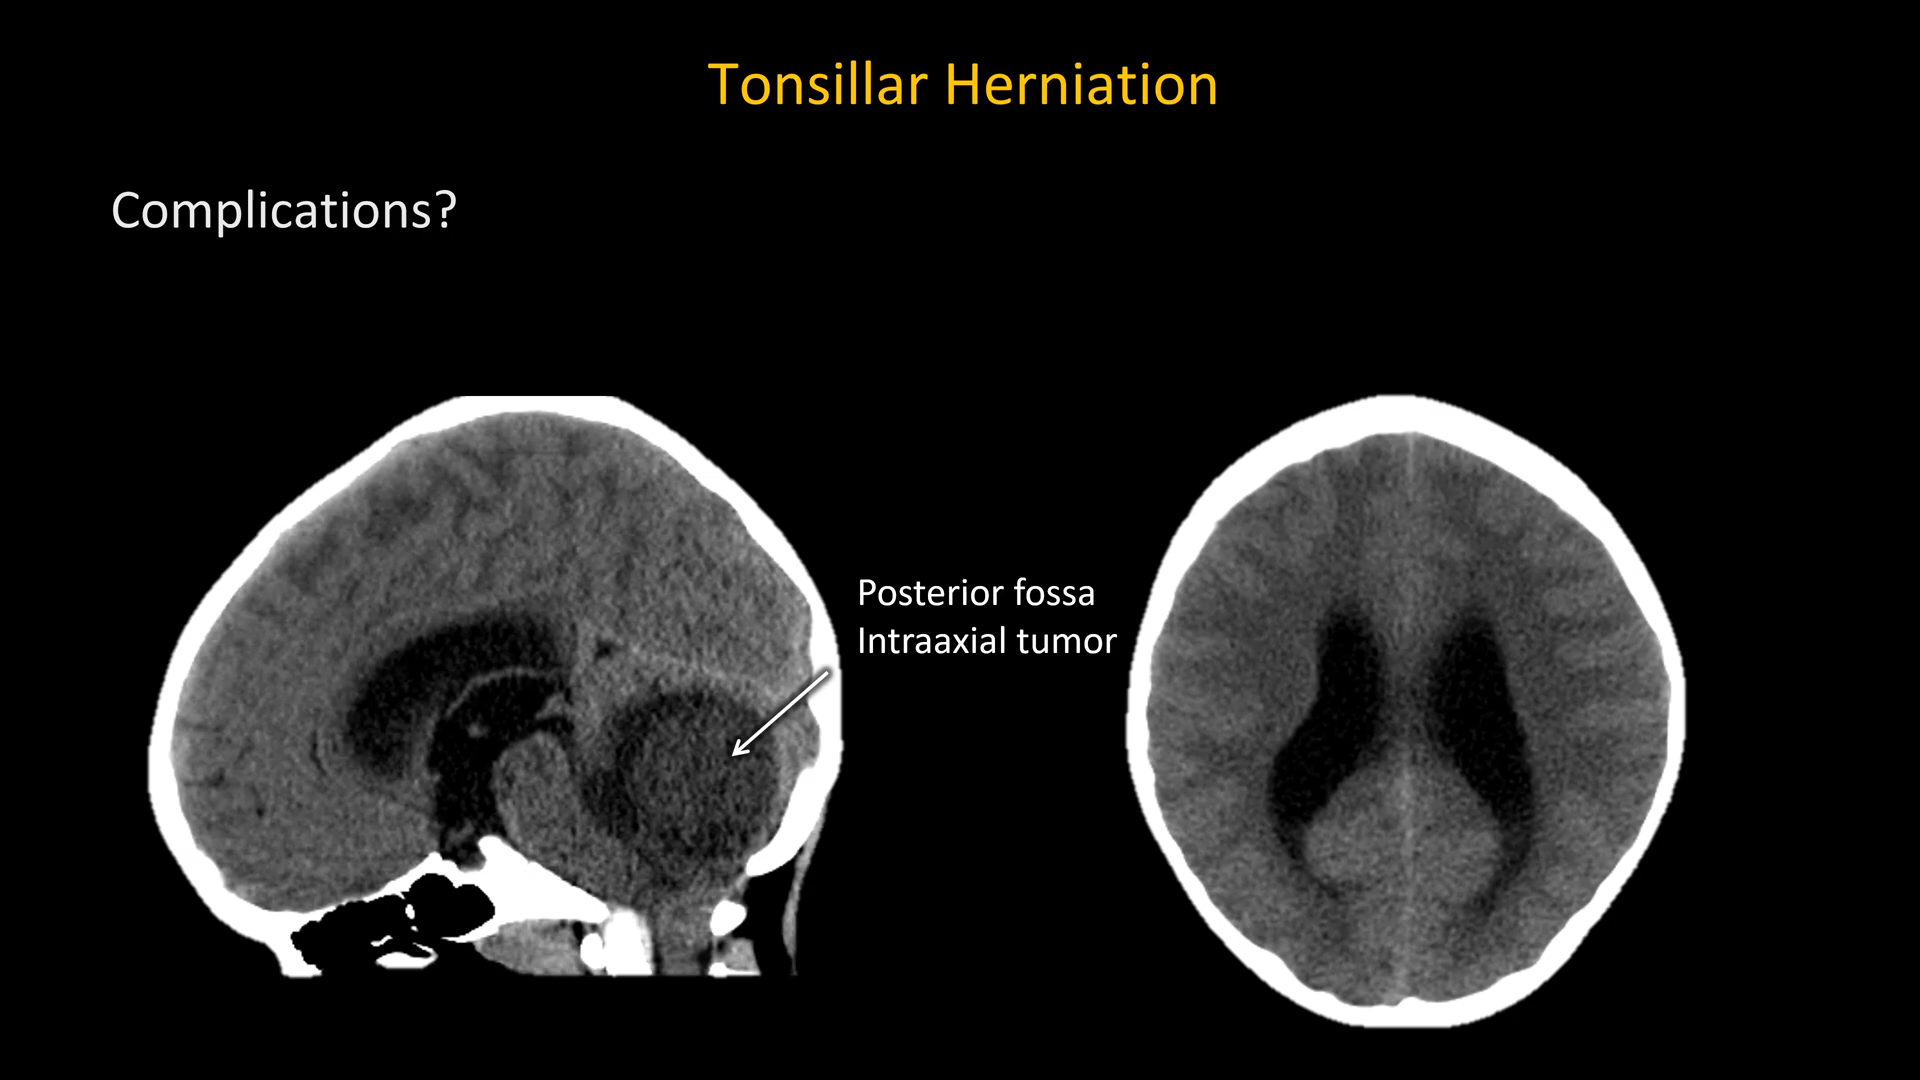 Tonsillar Herniation
Complications?
Posterior fossa
Intraaxial tumor